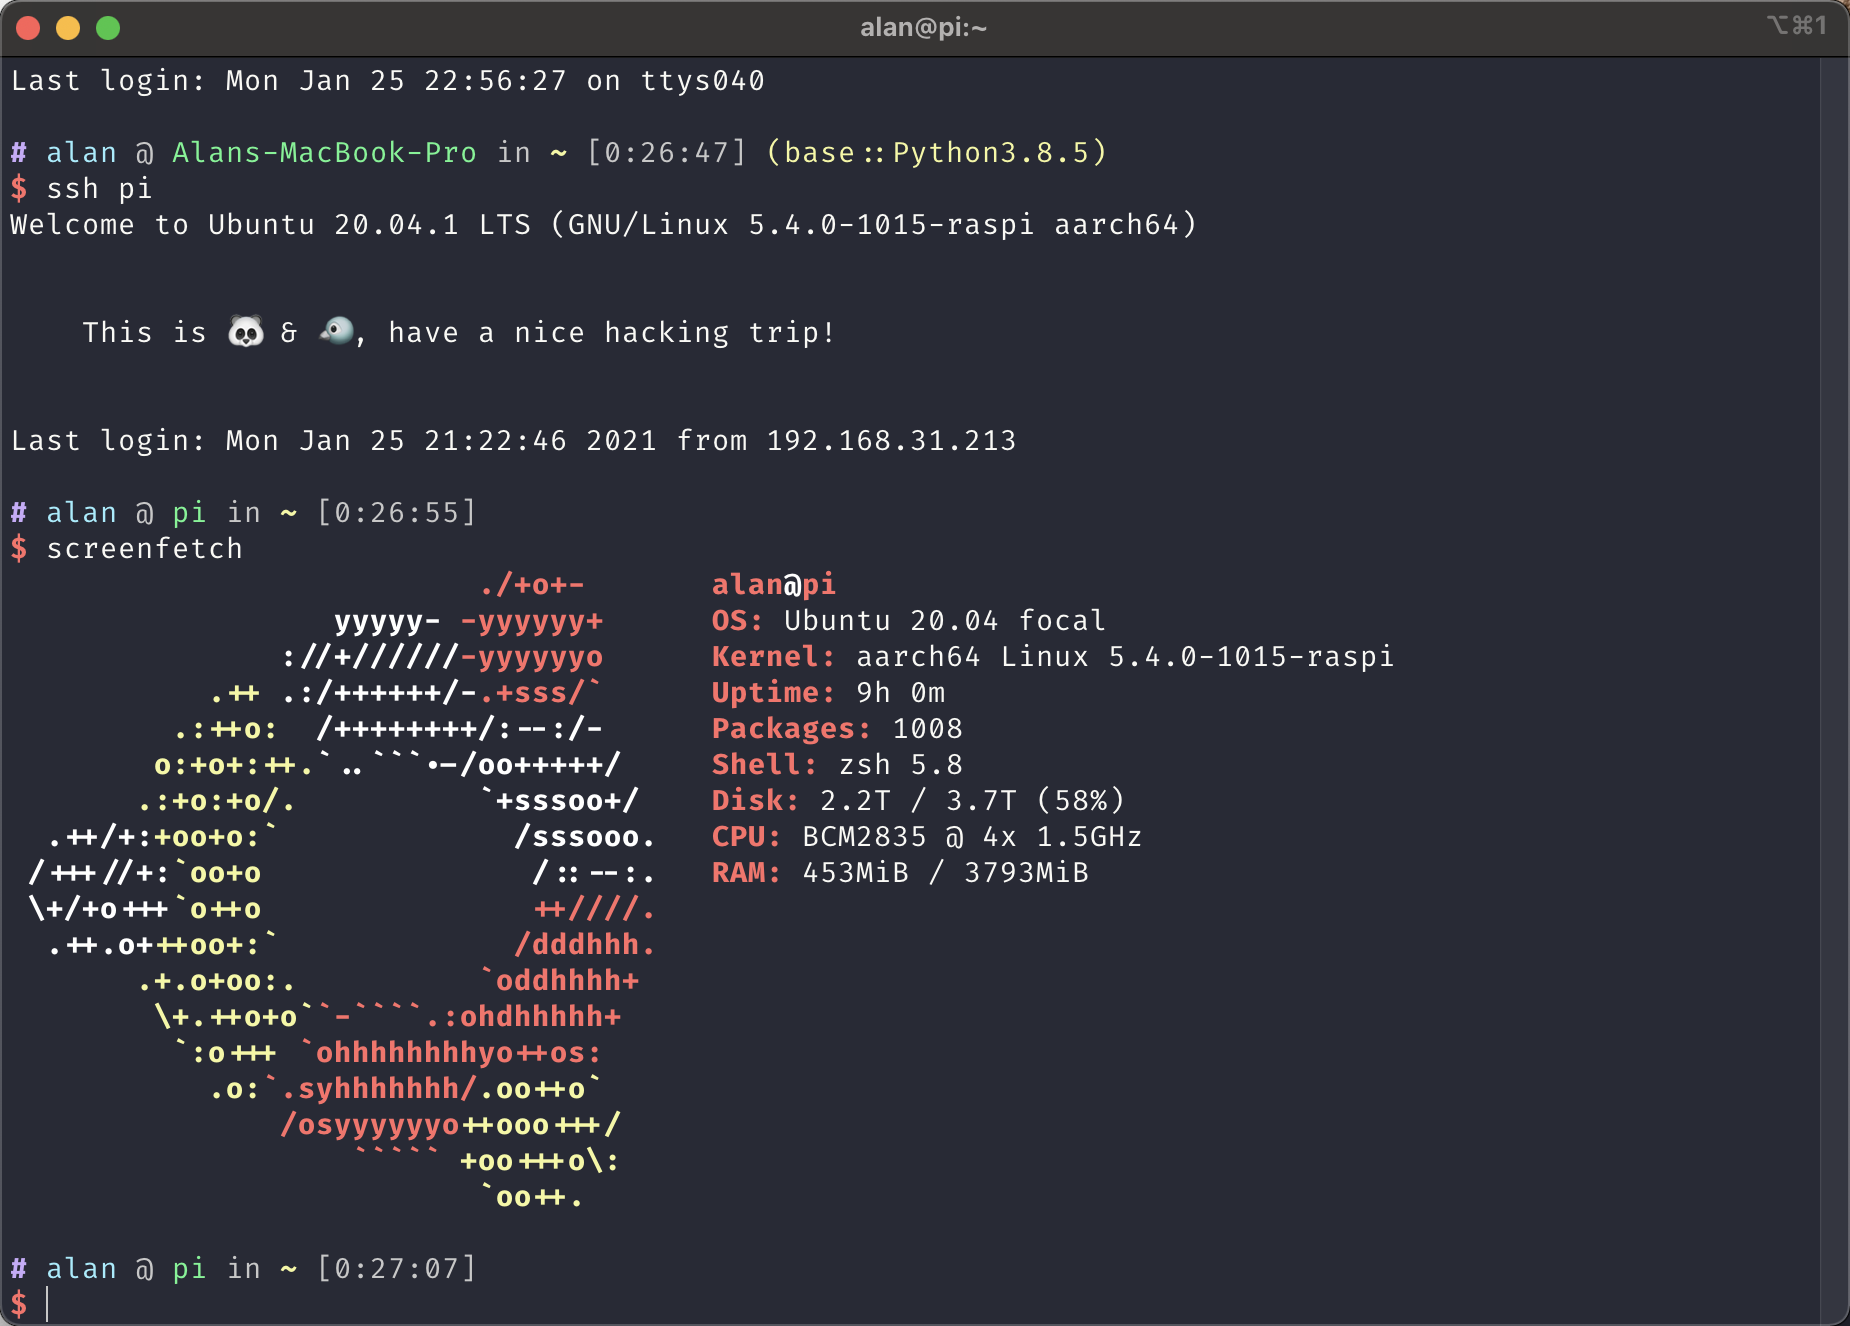 alan@pi:~
⌥⌘1
Last login: Mon Jan 25 22:56:27 on ttys040
# alan @ Alans-MacBook-Pro in ~ [0:26:47] (base::Python3.8.5)
$ ssh pi
Welcome to Ubuntu 20.04.1 LTS (GNU/Linux 5.4.0-1015-raspi aarch64)
This is 🐼 & 🐦, have a nice hacking trip!
Last login: Mon Jan 25 21:22:46 2021 from 192.168.31.213
# alan @ pi in ~ [0:26:55]
$ screenfetch
./+o+- alan@pi
yyyyy- -yyyyyy+ OS: Ubuntu 20.04 focal
://+//////-yyyyyyo Kernel: aarch64 Linux 5.4.0-1015-raspi
.++ .:/++++++/-.+sss/` Uptime: 9h 0m
.:++o: /++++++++/:--:/- Packages: 1008
o:+o+:++.`..```.-/oo+++++/ Shell: zsh 5.8
.:+o:+o/. `+sssoo+/ Disk: 2.2T / 3.7T (58%)
.++/+:+oo+o:` /sssooo. CPU: BCM2835 @ 4x 1.5GHz
/+++//+:`oo+o /::--:. RAM: 453MiB / 3793MiB
\+/+o+++`o++o ++////.
.++.o+++oo+:` /dddhhh.
.+.o+oo:. `oddhhhh+
\+.++o+o``-````.:ohdhhhhh+
`:o+++ `ohhhhhhhhyo++os:
.o:`.syhhhhhhh/.oo++o`
/osyyyyyyo++ooo+++/
````` +oo+++o\:
`oo++.
# alan @ pi in ~ [0:27:07]
$